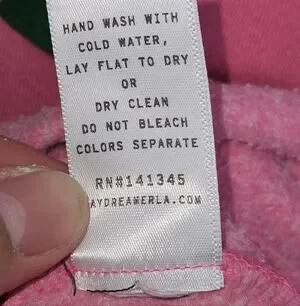 HAND WASH WITH
COLD WATER,
LAY FLAT TO DRY
OR
DRY CLEAN
DO NOT BLEACH
COLORS SEPARATE
RN#141345
AYDREAMERLA.COM